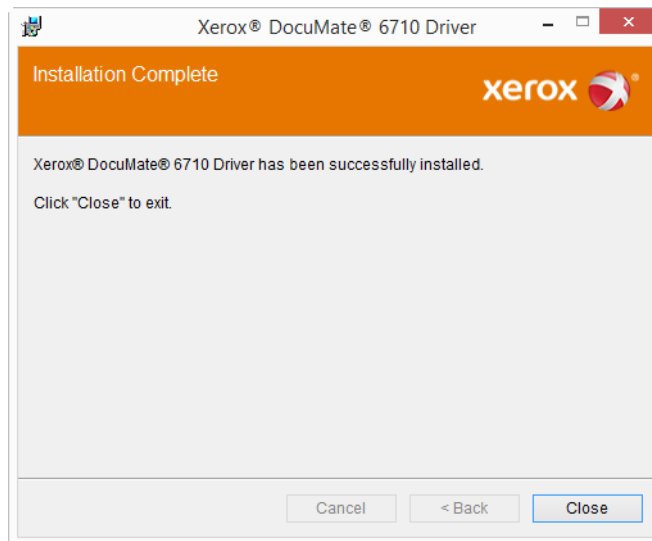 Xerox® DocuMate® 6710 Driver
Installation Complete
xerox®
Xerox® DocuMate® 6710 Driver has been successfully installed.
Click "Close" to exit.
Cancel
< Back
Close